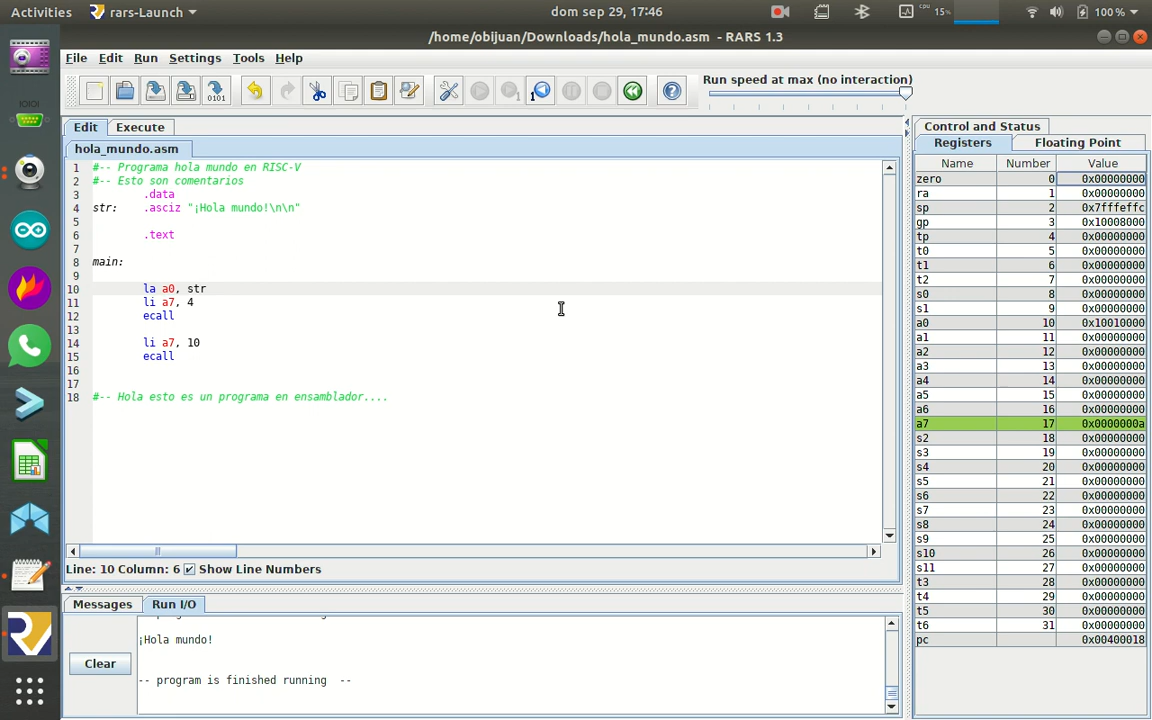 Activities rars-Launch dom sep 29, 17:46 cpu 15% 100%
/home/obijuan/Downloads/hola_mundo.asm - RARS 1.3
File Edit Run Settings Tools Help
Run speed at max (no interaction)
Edit Execute
hola_mundo.asm
1 #-- Programa hola mundo en RISC-V
2 #-- Esto son comentarios
3 .data
4 str: .asciz "¡Hola mundo!\n\n"
5
6 .text
7
8 main:
9
10 la a0, str
11 li a7, 4
12 ecall
13
14 li a7, 10
15 ecall
16
17
18 #-- Hola esto es un programa en ensamblador....
Line: 10 Column: 6 Show Line Numbers
Messages Run I/O
Clear
¡Hola mundo!
-- program is finished running --
Control and Status
Registers Floating Point
Name Number Value
zero 0 0x00000000
ra 1 0x00000000
sp 2 0x7fffeffc
gp 3 0x10008000
tp 4 0x00000000
t0 5 0x00000000
t1 6 0x00000000
t2 7 0x00000000
s0 8 0x00000000
s1 9 0x00000000
a0 10 0x10010000
a1 11 0x00000000
a2 12 0x00000000
a3 13 0x00000000
a4 14 0x00000000
a5 15 0x00000000
a6 16 0x00000000
a7 17 0x0000000a
s2 18 0x00000000
s3 19 0x00000000
s4 20 0x00000000
s5 21 0x00000000
s6 22 0x00000000
s7 23 0x00000000
s8 24 0x00000000
s9 25 0x00000000
s10 26 0x00000000
s11 27 0x00000000
t3 28 0x00000000
t4 29 0x00000000
t5 30 0x00000000
t6 31 0x00000000
pc 0x00400018